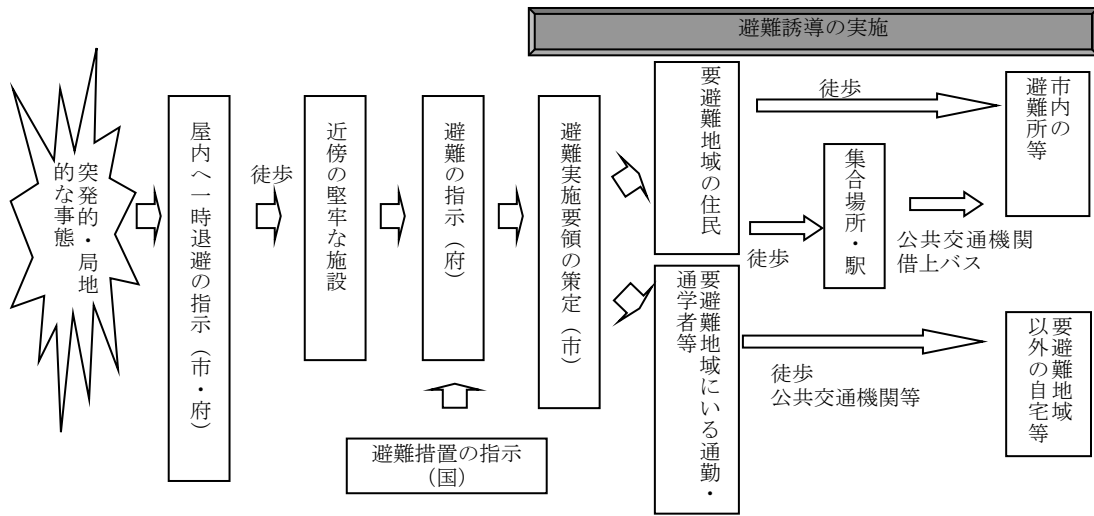 避難誘導の実施
突発的・局地
的な事態
屋内へ一時退避の指示（市・府）
徒歩
近傍の堅牢な施設
避難の指示（府）
避難措置の指示
（国）
避難実施要領の策定（市）
要避難地域の住民
徒歩
市内の
避難所等
徒歩
集合場所・駅
公共交通機関
借上バス
要避難地域にいる通勤・
通学者等
徒歩
公共交通機関等
要避難地域
以外の自宅等